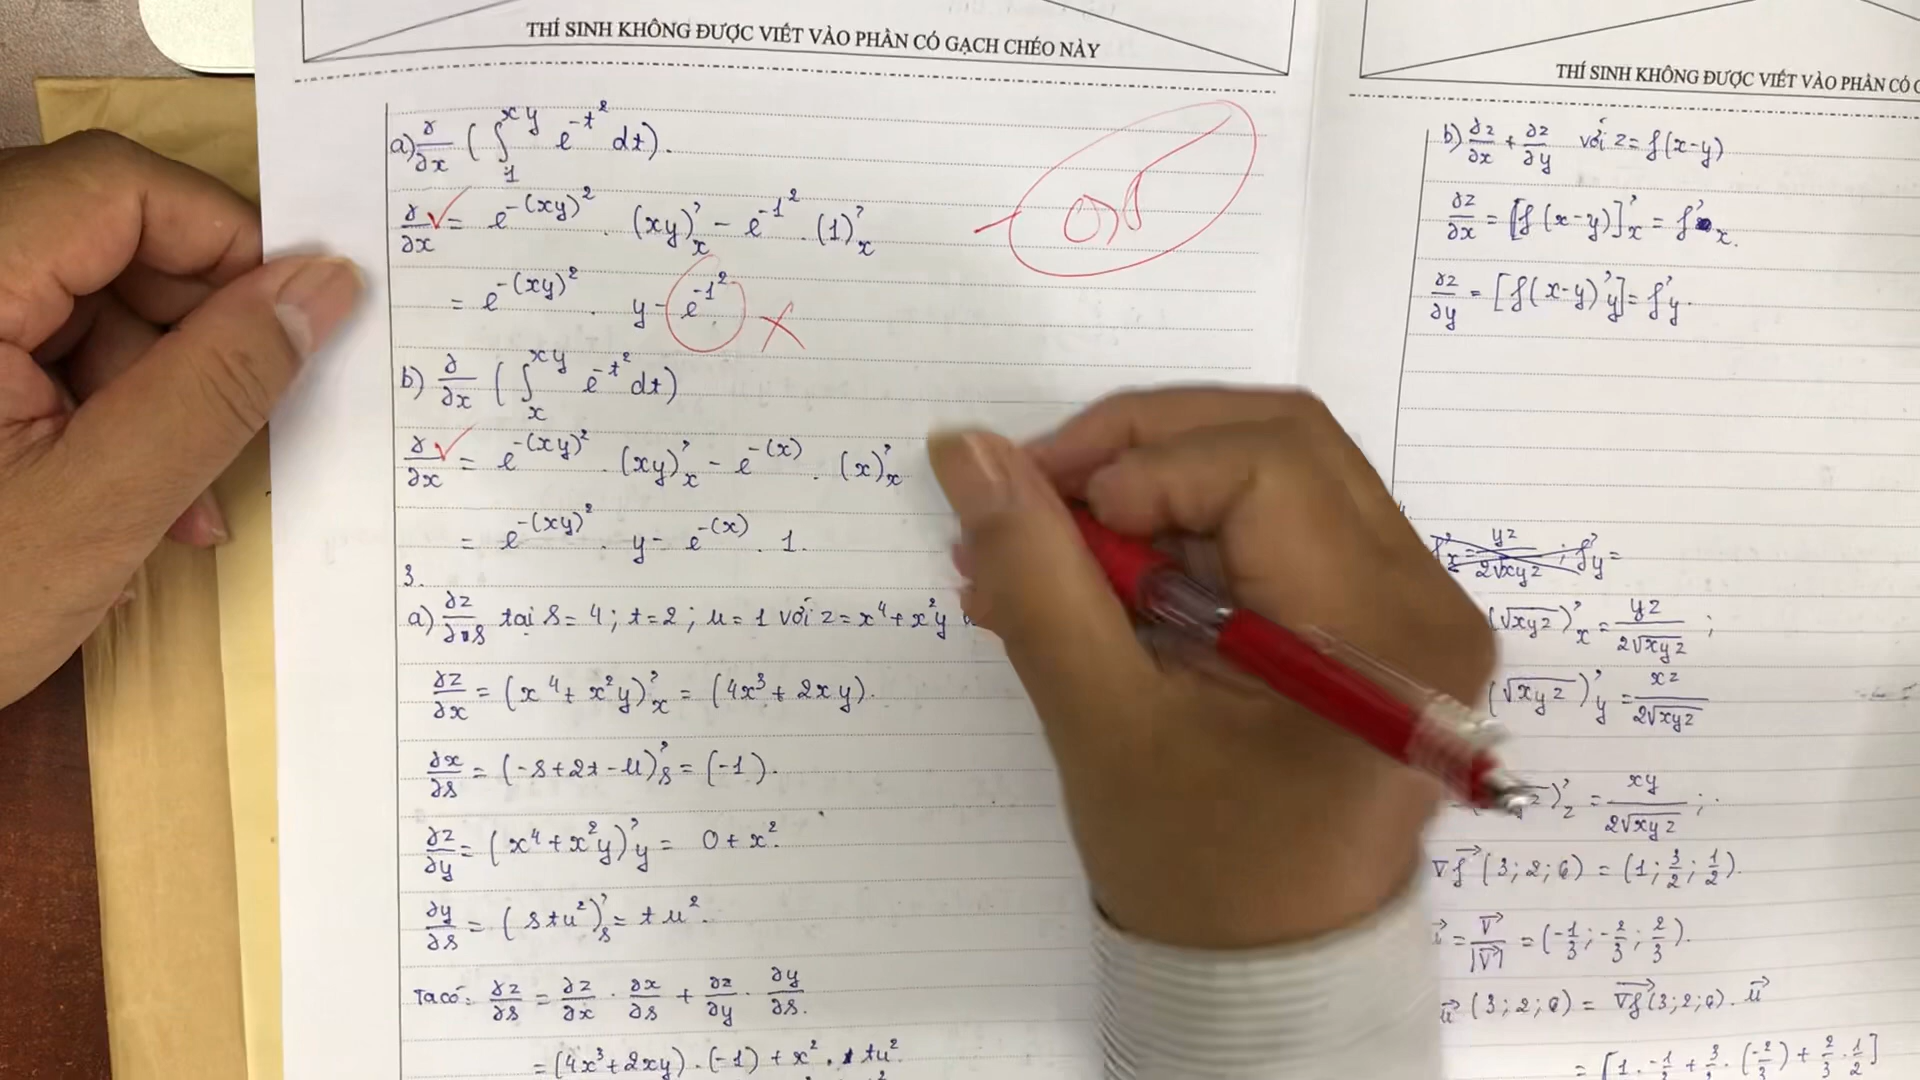 THÍ SINH KHÔNG ĐƯỢC VIẾT VÀO PHẦN CÓ GẠCH CHÉO NÀY
a) ∂/∂x ( ∫₁^{xy} e^{-t²} dt).
∂/∂x = e^{-(xy)²} . (xy)'ₓ - e^{-1²} . (1)'ₓ
= e^{-(xy)²} . y - e^{-1²}
b) ∂/∂x ( ∫ₓ^{xy} e^{-t²} dt)
∂/∂x = e^{-(xy)²} . (xy)'ₓ - e^{-(x)} . (x)'ₓ
= e^{-(xy)²} . y - e^{-(x)} . 1.
3.
a) ∂z/∂s tại s = 4 ; t = 2 ; u = 1 với z = x⁴ + x²y
∂z/∂x = (x⁴ + x²y)'ₓ = (4x³ + 2xy).
∂x/∂s = (-s + 2t - u)'s = (-1).
∂z/∂y = (x⁴ + x²y)'y = 0 + x².
∂y/∂s = (stu²)'s = tu².
Ta có: ∂z/∂s = ∂z/∂x . ∂x/∂s + ∂z/∂y . ∂y/∂s.
= (4x³ + 2xy) . (-1) + x² . tu².
THÍ SINH KHÔNG ĐƯỢC VIẾT VÀO PHẦN CÓ
b) ∂z/∂x + ∂z/∂y với z = f(x-y)
∂z/∂x = [f(x-y)]'ₓ = f'ₓ.
∂z/∂y = [f(x-y)'y] = f'y.
f'ₓ = yz/2√xyz ; f'y =
(√xyz)'ₓ = yz/2√xyz ;
(√xyz)'y = xz/2√xyz
)'z = xy/2√xyz ; .
∇f (3; 2; 6) = (1; 3/2; 1/2).
= v/|v| = (-1/3; -2/3; 2/3).
u (3; 2; 6) = ∇f (3; 2; 6) . u